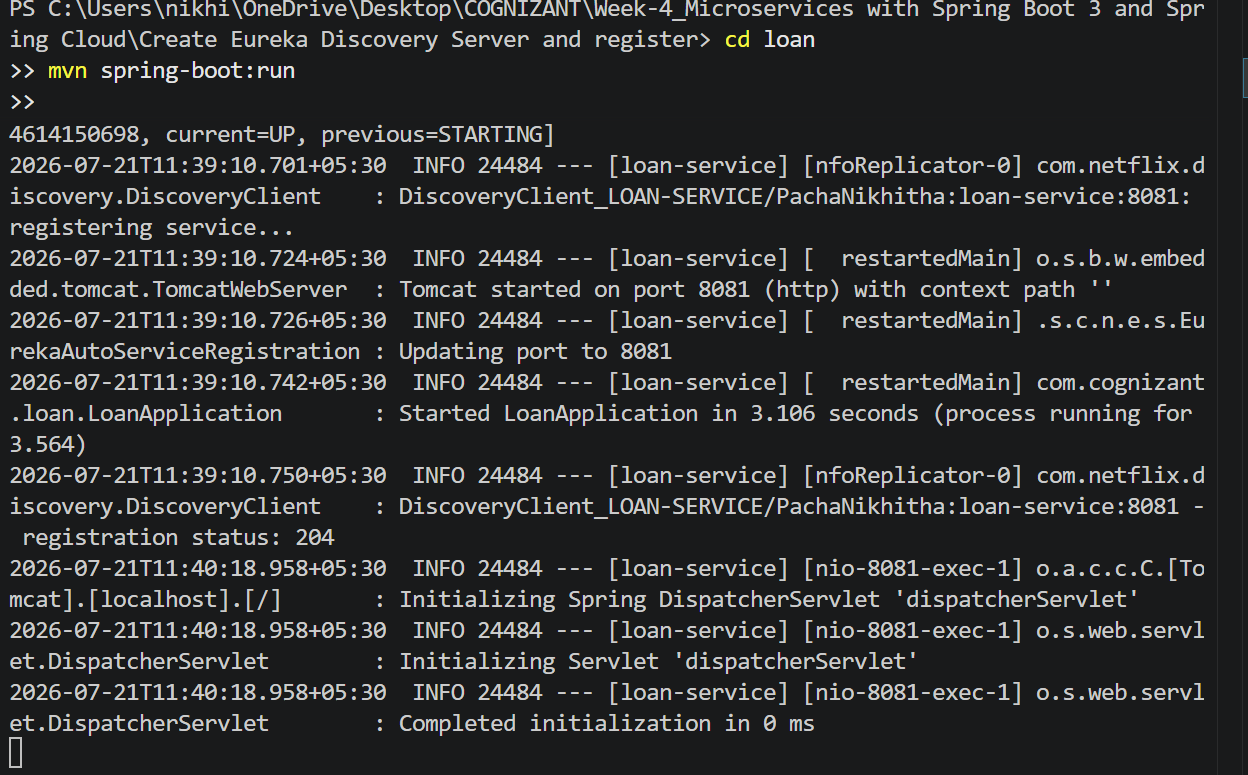 PS C:\Users\nikhi\OneDrive\Desktop\COGNIZANT\Week-4_Microservices with Spring Boot 3 and Spr
ing Cloud\Create Eureka Discovery Server and register> cd loan
>> mvn spring-boot:run
>>
4614150698, current=UP, previous=STARTING]
2026-07-21T11:39:10.701+05:30  INFO 24484 --- [loan-service] [nfoReplicator-0] com.netflix.d
iscovery.DiscoveryClient    : DiscoveryClient_LOAN-SERVICE/PachaNikhitha:loan-service:8081:
registering service...
2026-07-21T11:39:10.724+05:30  INFO 24484 --- [loan-service] [  restartedMain] o.s.b.w.embed
ded.tomcat.TomcatWebServer  : Tomcat started on port 8081 (http) with context path ''
2026-07-21T11:39:10.726+05:30  INFO 24484 --- [loan-service] [  restartedMain] .s.c.n.e.s.Eu
rekaAutoServiceRegistration : Updating port to 8081
2026-07-21T11:39:10.742+05:30  INFO 24484 --- [loan-service] [  restartedMain] com.cognizant
.loan.LoanApplication       : Started LoanApplication in 3.106 seconds (process running for
3.564)
2026-07-21T11:39:10.750+05:30  INFO 24484 --- [loan-service] [nfoReplicator-0] com.netflix.d
iscovery.DiscoveryClient    : DiscoveryClient_LOAN-SERVICE/PachaNikhitha:loan-service:8081 -
 registration status: 204
2026-07-21T11:40:18.958+05:30  INFO 24484 --- [loan-service] [nio-8081-exec-1] o.a.c.c.C.[To
mcat].[localhost].[/]       : Initializing Spring DispatcherServlet 'dispatcherServlet'
2026-07-21T11:40:18.958+05:30  INFO 24484 --- [loan-service] [nio-8081-exec-1] o.s.web.servl
et.DispatcherServlet        : Initializing Servlet 'dispatcherServlet'
2026-07-21T11:40:18.958+05:30  INFO 24484 --- [loan-service] [nio-8081-exec-1] o.s.web.servl
et.DispatcherServlet        : Completed initialization in 0 ms